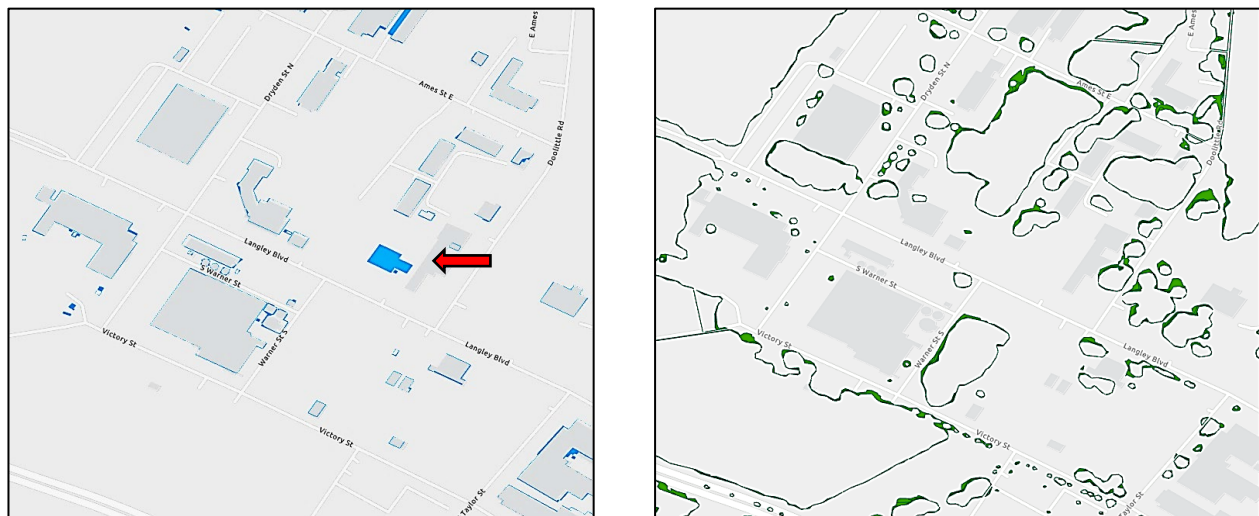 E Ames
Dryden St N
Ames St E
Doolittle Rd
Langley Blvd
S Warner St
Warner St S
Victory St
Langley Blvd
Victory St
Taylor St
E Ames
Dryden St N
Ames St E
Doolittle Rd
Langley Blvd
S Warner St
Victory St
Warner St S
Langley Blvd
Victory St
Taylor St